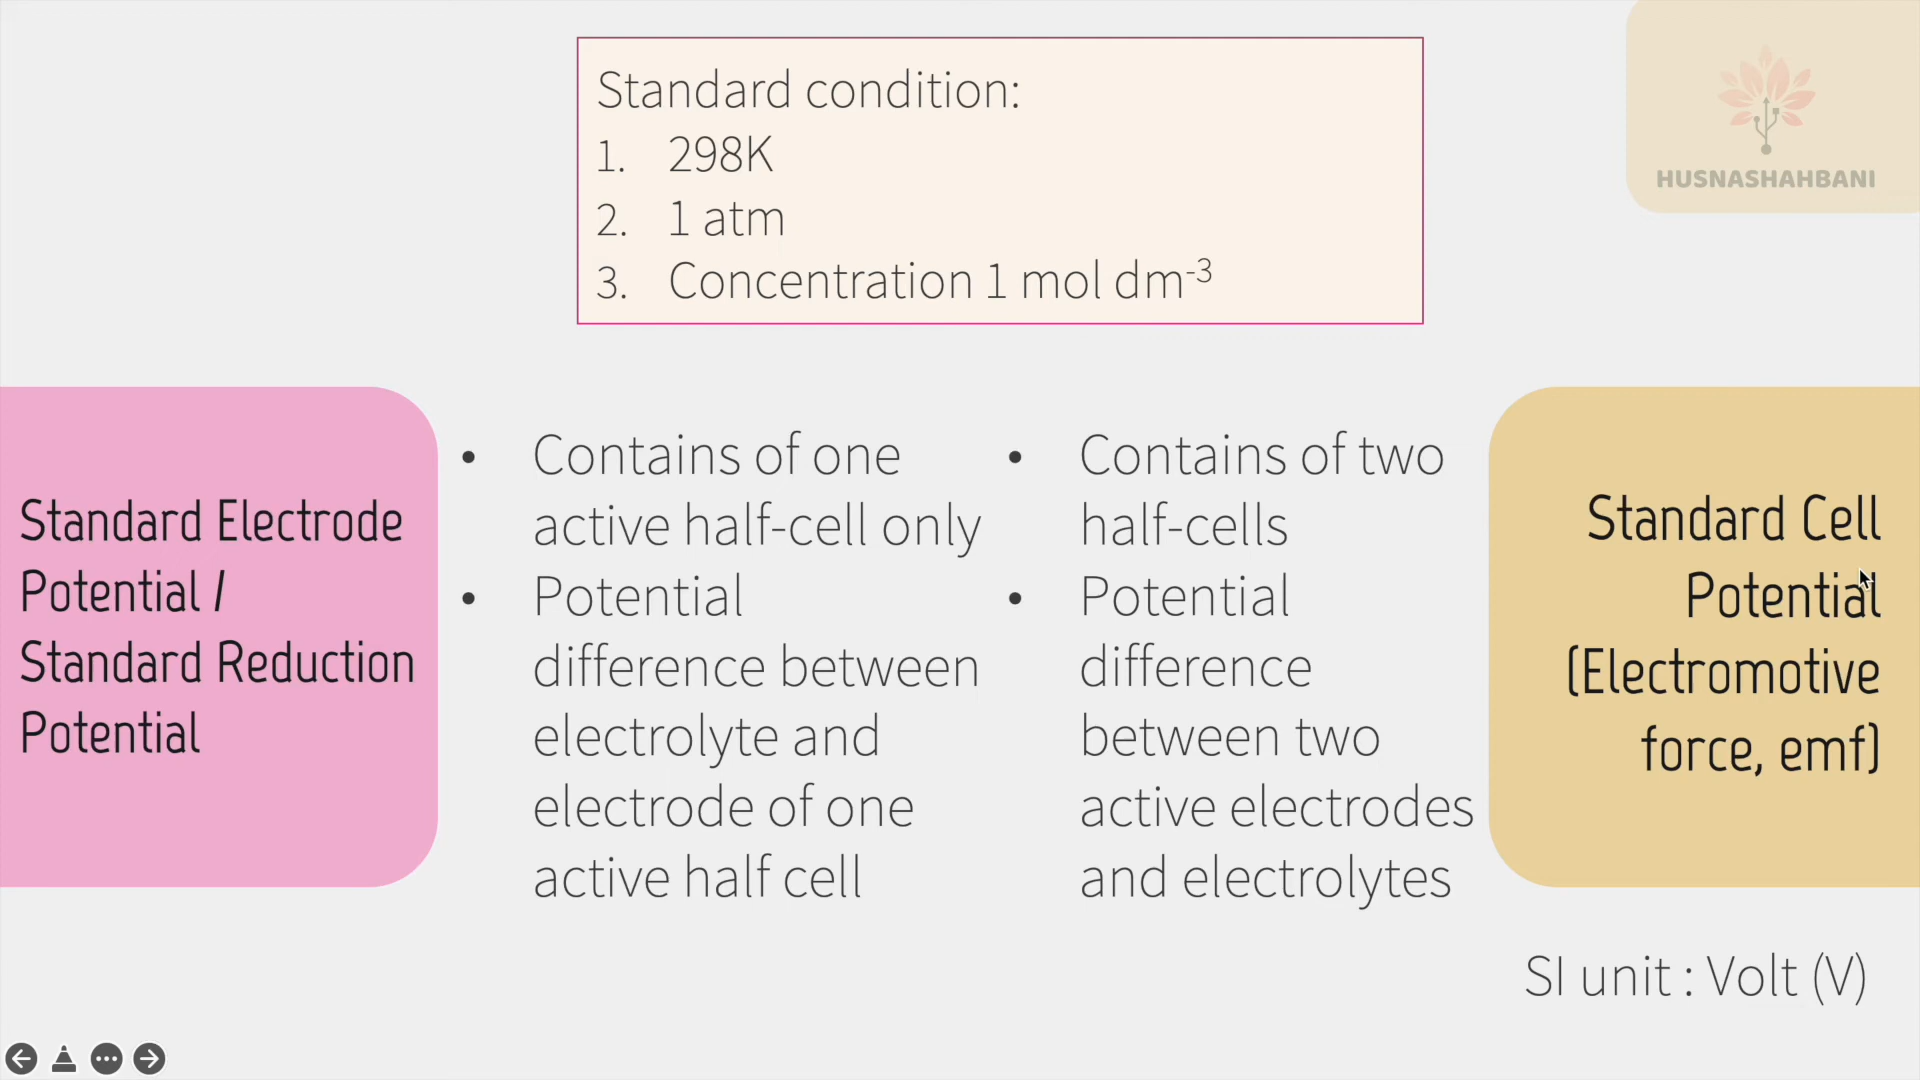 Standard condition:
1. 298K
2. 1 atm
3. Concentration 1 mol dm⁻³
HUSNASHAHBANI
Standard Electrode
Potential /
Standard Reduction
Potential
• Contains of one
active half-cell only
• Potential
difference between
electrolyte and
electrode of one
active half cell
• Contains of two
half-cells
• Potential
difference
between two
active electrodes
and electrolytes
Standard Cell
Potential
(Electromotive
force, emf)
SI unit : Volt (V)